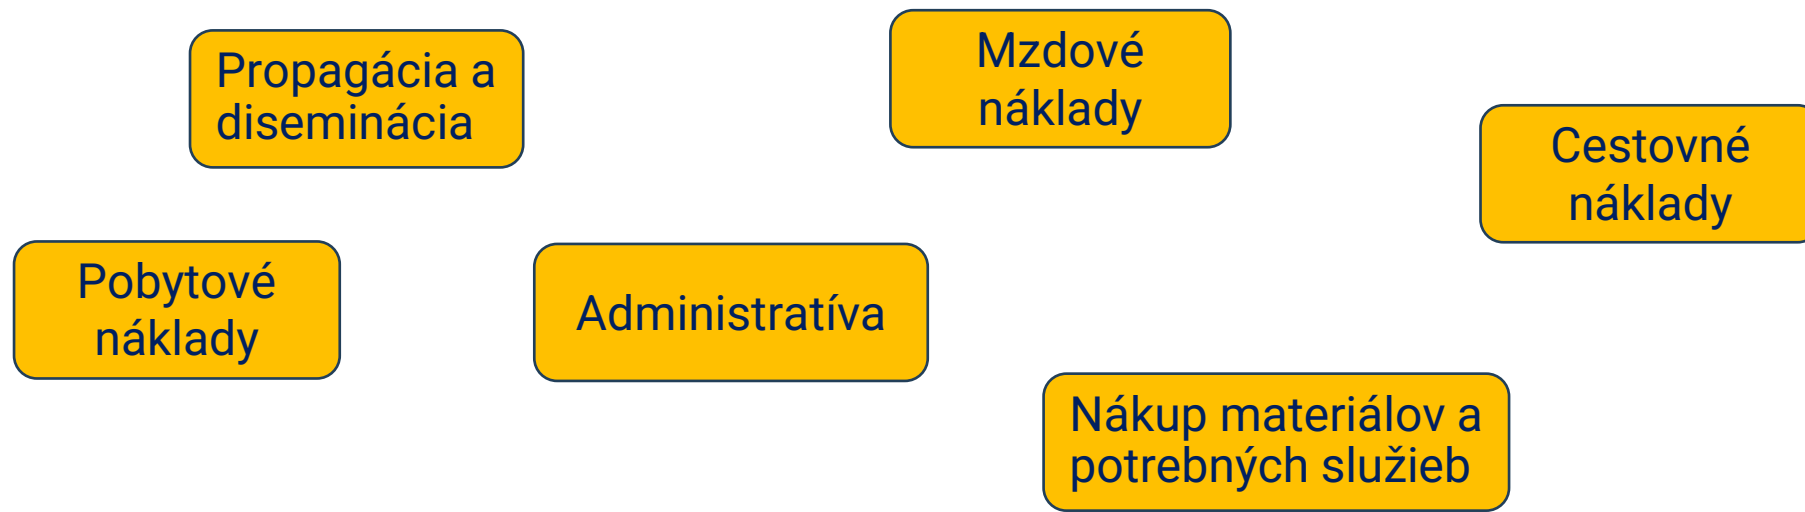 Propagácia a
diseminácia
Mzdové
náklady
Cestovné
náklady
Pobytové
náklady
Administratíva
Nákup materiálov a
potrebných služieb